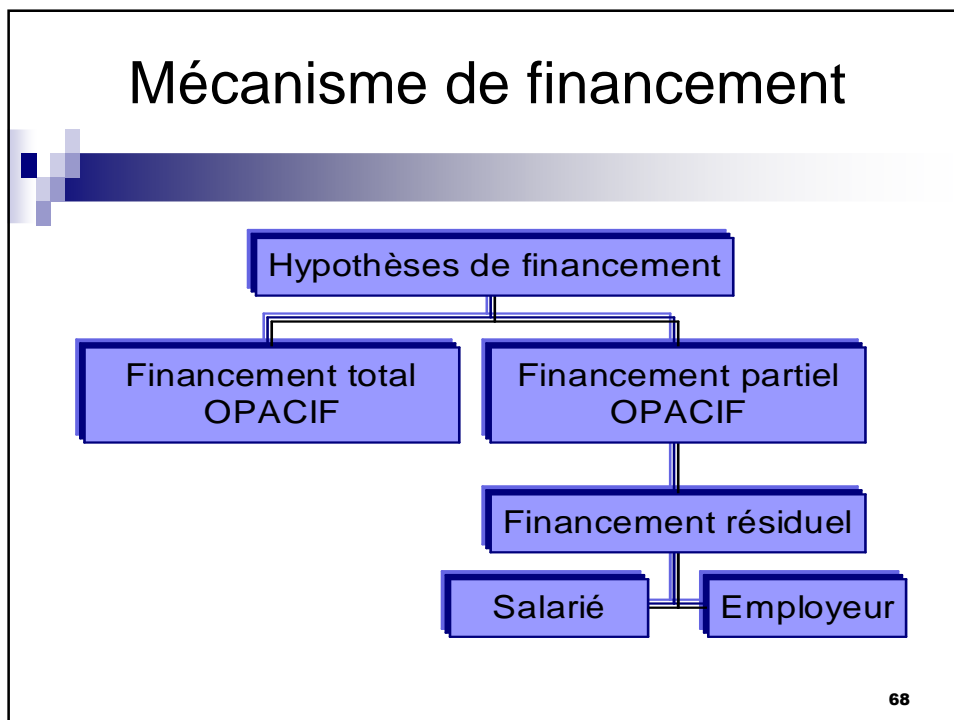 Mécanisme de financement
Hypothèses de financement
Financement total
OPACIF
Financement partiel
OPACIF
Financement résiduel
Salarié
Employeur
68